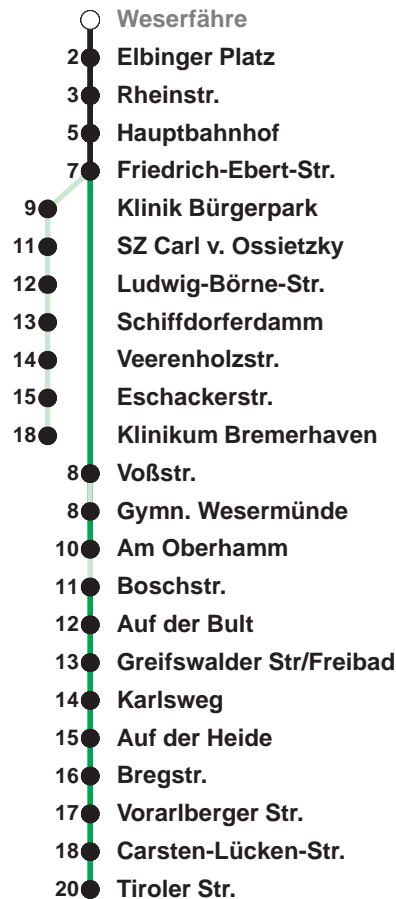 Weserfähre
2 Elbinger Platz
3 Rheinstr.
5 Hauptbahnhof
7 Friedrich-Ebert-Str.
9 Klinik Bürgerpark
11 SZ Carl v. Ossietzky
12 Ludwig-Börne-Str.
13 Schiffdorferdamm
14 Veerenholzstr.
15 Eschackerstr.
18 Klinikum Bremerhaven
8 Voßstr.
8 Gymn. Wesermünde
10 Am Oberhamm
11 Boschstr.
12 Auf der Bult
13 Greifswalder Str/Freibad
14 Karlsweg
15 Auf der Heide
16 Bregstr.
17 Vorarlberger Str.
18 Carsten-Lücken-Str.
20 Tiroler Str.